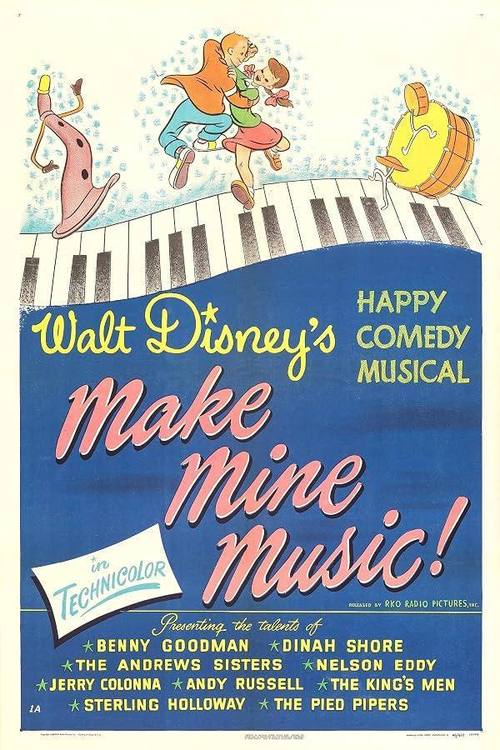 Walt Disney's
HAPPY
COMEDY
MUSICAL
Make
Mine
Music!
in
TECHNICOLOR
RELEASED BY RKO RADIO PICTURES, INC.
Presenting the talents of
★BENNY GOODMAN ★DINAH SHORE
★THE ANDREWS SISTERS ★NELSON EDDY
★JERRY COLONNA ★ANDY RUSSELL ★THE KING'S MEN
★STERLING HOLLOWAY ★THE PIED PIPERS
1A